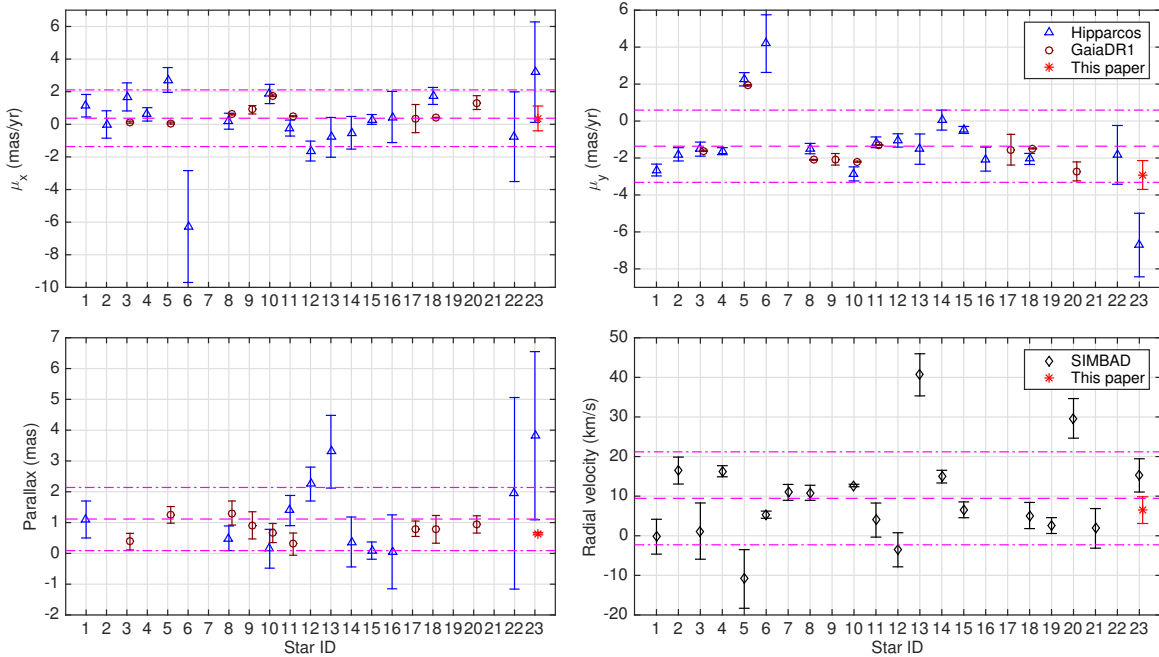 6
4
2
0
-2
-4
-6
-8
-10
μx (mas/yr)
1 2 3 4 5 6 7 8 9 10 11 12 13 14 15 16 17 18 19 20 21 22 23
6
4
2
0
-2
-4
-6
-8
μy (mas/yr)
Hipparcos
GaiaDR1
This paper
1 2 3 4 5 6 7 8 9 10 11 12 13 14 15 16 17 18 19 20 21 22 23
7
6
5
4
3
2
1
0
-1
-2
Parallax (mas)
1 2 3 4 5 6 7 8 9 10 11 12 13 14 15 16 17 18 19 20 21 22 23
Star ID
50
40
30
20
10
0
-10
-20
Radial velocity (km/s)
SIMBAD
This paper
1 2 3 4 5 6 7 8 9 10 11 12 13 14 15 16 17 18 19 20 21 22 23
Star ID